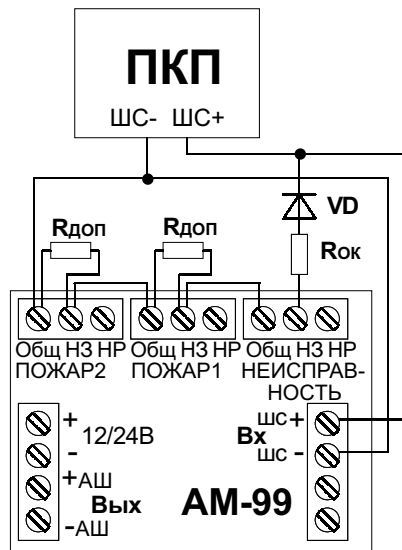 ПКП
ШС- ШС+
VD
Rдоп Rдоп
Rок
Общ НЗ НР Общ НЗ НР Общ НЗ НР
ПОЖАР2 ПОЖАР1 НЕИСПРАВ-
НОСТЬ
+ 12/24В
-
+АШ
Вых
-АШ
Вх
ШС +
ШС -
АМ-99